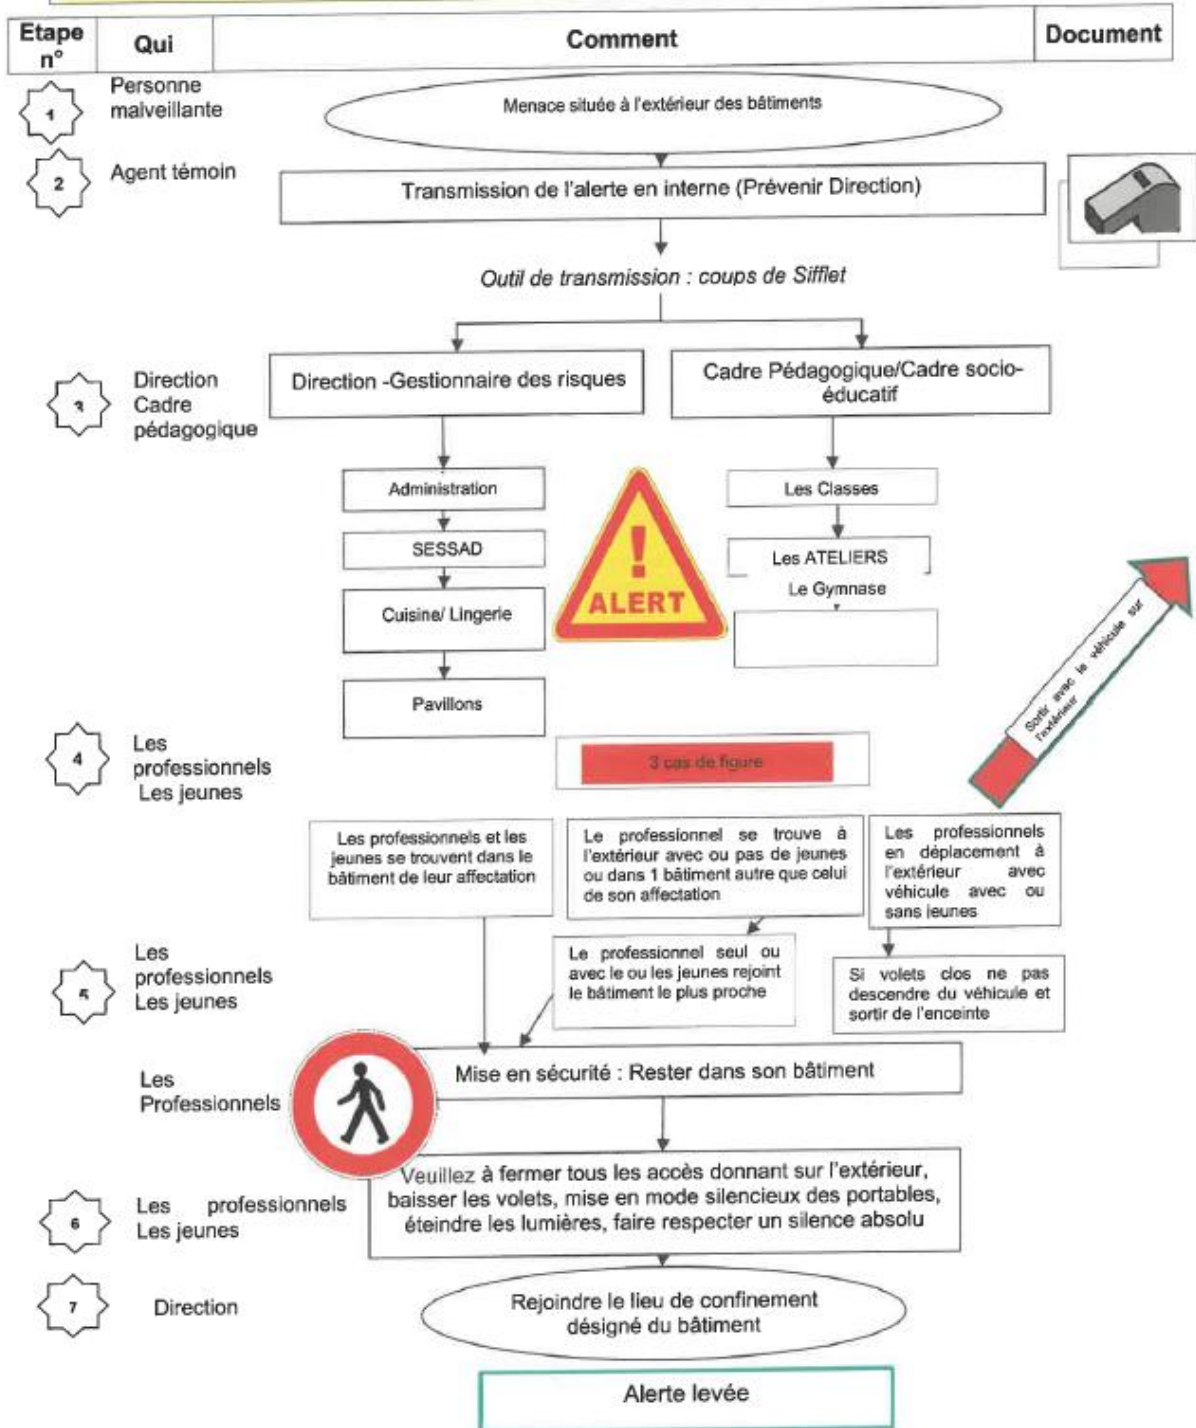 Etape n°
Qui
Comment
Document
1
Personne
malveillante
Menace située à l'extérieur des bâtiments
2
Agent témoin
Transmission de l'alerte en interne (Prévenir Direction)
Outil de transmission : coups de Sifflet
3
Direction
Cadre
pédagogique
Direction -Gestionnaire des risques
Cadre Pédagogique/Cadre socio-
éducatif
Administration
SESSAD
Cuisine/ Lingerie
Pavillons
!
ALERT
Les Classes
Les ATELIERS
Le Gymnase
Sortir avec le véhicule sur
l'extérieur
4
Les
professionnels
Les jeunes
3 cas de figure
Les professionnels et les
jeunes se trouvent dans le
bâtiment de leur affectation
Le professionnel se trouve à
l'extérieur avec ou pas de jeunes
ou dans 1 bâtiment autre que celui
de son affectation
Les professionnels
en déplacement à
l'extérieur avec
véhicule avec ou
sans jeunes
5
Les
professionnels
Les jeunes
Le professionnel seul ou
avec le ou les jeunes rejoint
le bâtiment le plus proche
Si volets clos ne pas
descendre du véhicule et
sortir de l'enceinte
Les
Professionnels
Mise en sécurité : Rester dans son bâtiment
6
Les professionnels
Les jeunes
Veuillez à fermer tous les accès donnant sur l'extérieur,
baisser les volets, mise en mode silencieux des portables,
éteindre les lumières, faire respecter un silence absolu
7
Direction
Rejoindre le lieu de confinement
désigné du bâtiment
Alerte levée